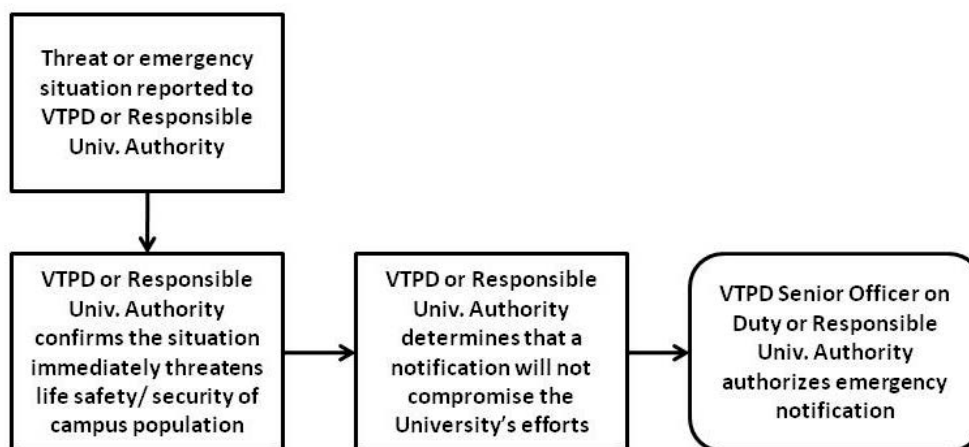 Threat or emergency
situation reported to
VTPD or Responsible
Univ. Authority
VTPD or Responsible
Univ. Authority
confirms the situation
immediately threatens
life safety/ security of
campus population
VTPD or Responsible
Univ. Authority
determines that a
notification will not
compromise the
University’s efforts
VTPD Senior Officer on
Duty or Responsible
Univ. Authority
authorizes emergency
notification